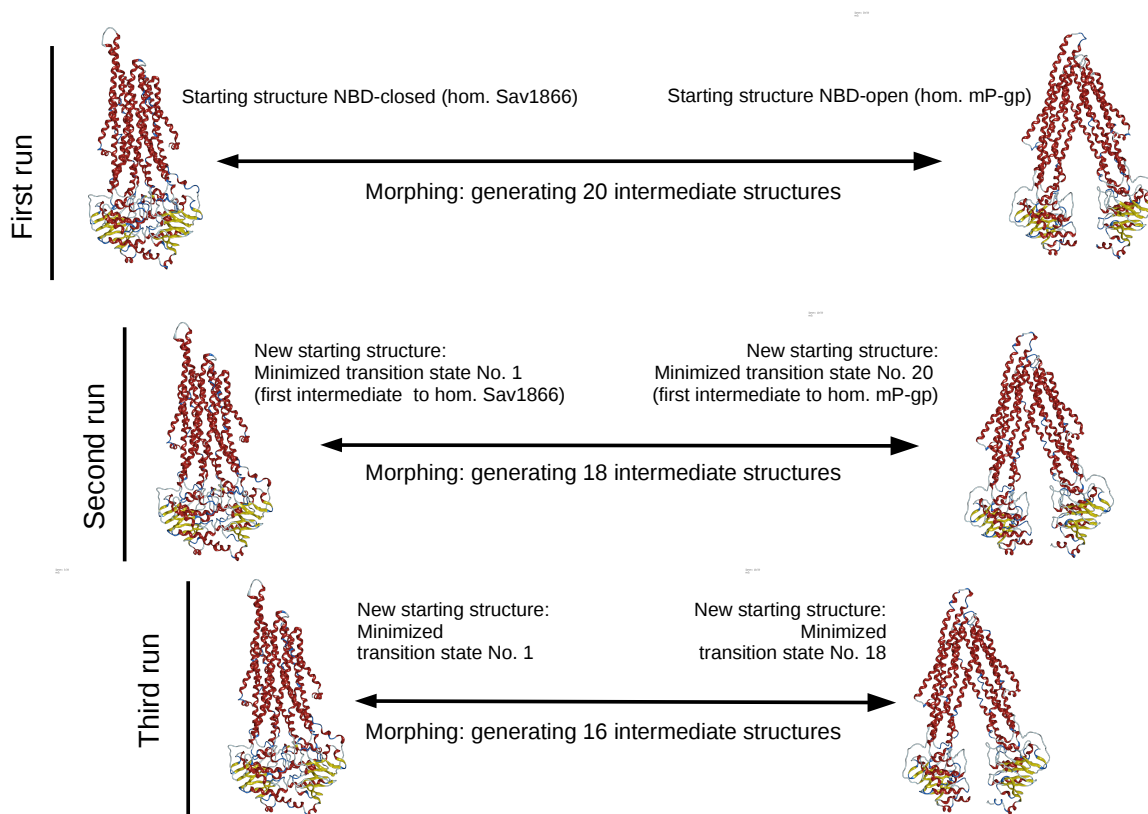 First run
Starting structure NBD-closed (hom. Sav1866)
Starting structure NBD-open (hom. mP-gp)
Morphing: generating 20 intermediate structures
Second run
New starting structure:
Minimized transition state No. 1
(first intermediate  to hom. Sav1866)
New starting structure:
Minimized transition state No. 20
(first intermediate to hom. mP-gp)
Morphing: generating 18 intermediate structures
Third run
New starting structure:
Minimized
transition state No. 1
New starting structure:
Minimized
transition state No. 18
Morphing: generating 16 intermediate structures